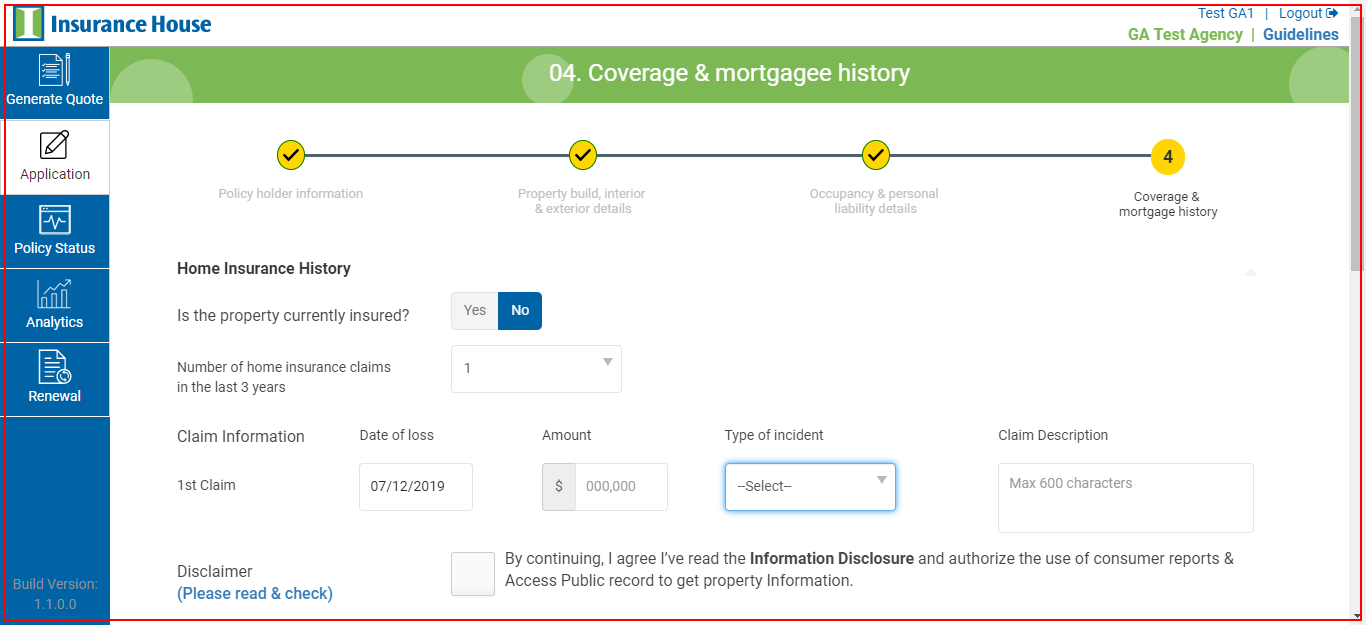 Insurance House
Test GA1 | Logout
GA Test Agency | Guidelines
Generate Quote
Application
Policy Status
Analytics
Renewal
Build Version:
1.1.0.0
04. Coverage & mortgagee history
4
Policy holder information
Property build, interior
& exterior details
Occupancy & personal
liability details
Coverage &
mortgage history
Home Insurance History
Is the property currently insured? Yes No
Number of home insurance claims
in the last 3 years
1
Claim Information Date of loss Amount Type of incident Claim Description
1st Claim 07/12/2019 $ 000,000 --Select-- Max 600 characters
Disclaimer
(Please read & check)
By continuing, I agree I’ve read the Information Disclosure and authorize the use of consumer reports &
Access Public record to get property Information.